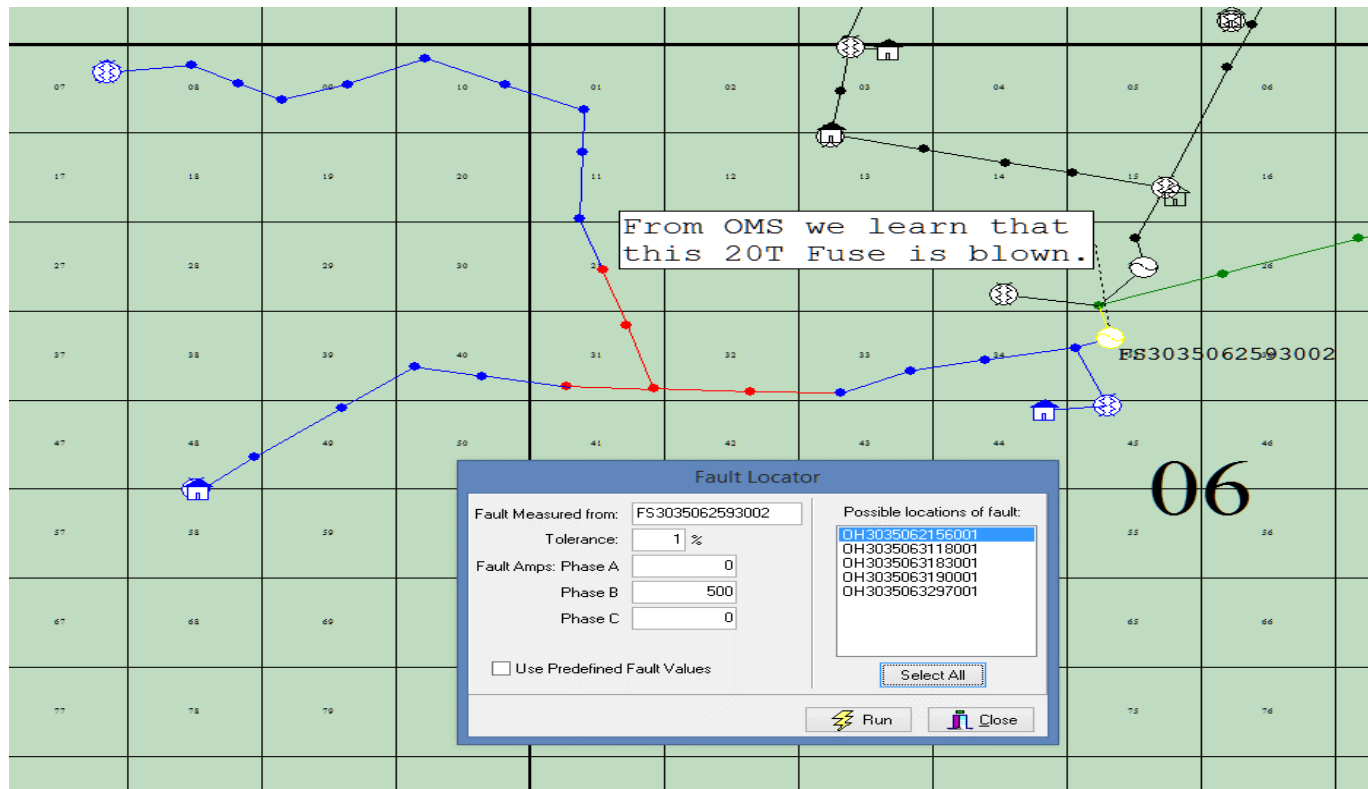 07 08 09 10 01 02 03 04 05 06
17 18 19 20 11 12 13 14 15 16
From OMS we learn that
this 20T Fuse is blown.
27 28 29 30 26
37 38 39 40 31 32 33 34
FS3035062593002
47 48 49 50 41 42 43 44 45 46
06
57 58 59 55 56
67 68 69 65 66
77 78 79 75 76
Fault Locator
Fault Measured from: FS3035062593002
Tolerance: 1 %
Fault Amps: Phase A 0
Phase B 500
Phase C 0
Use Predefined Fault Values
Possible locations of fault:
OH3035062156001
OH3035063118001
OH3035063183001
OH3035063190001
OH3035063297001
Select All
Run
Close